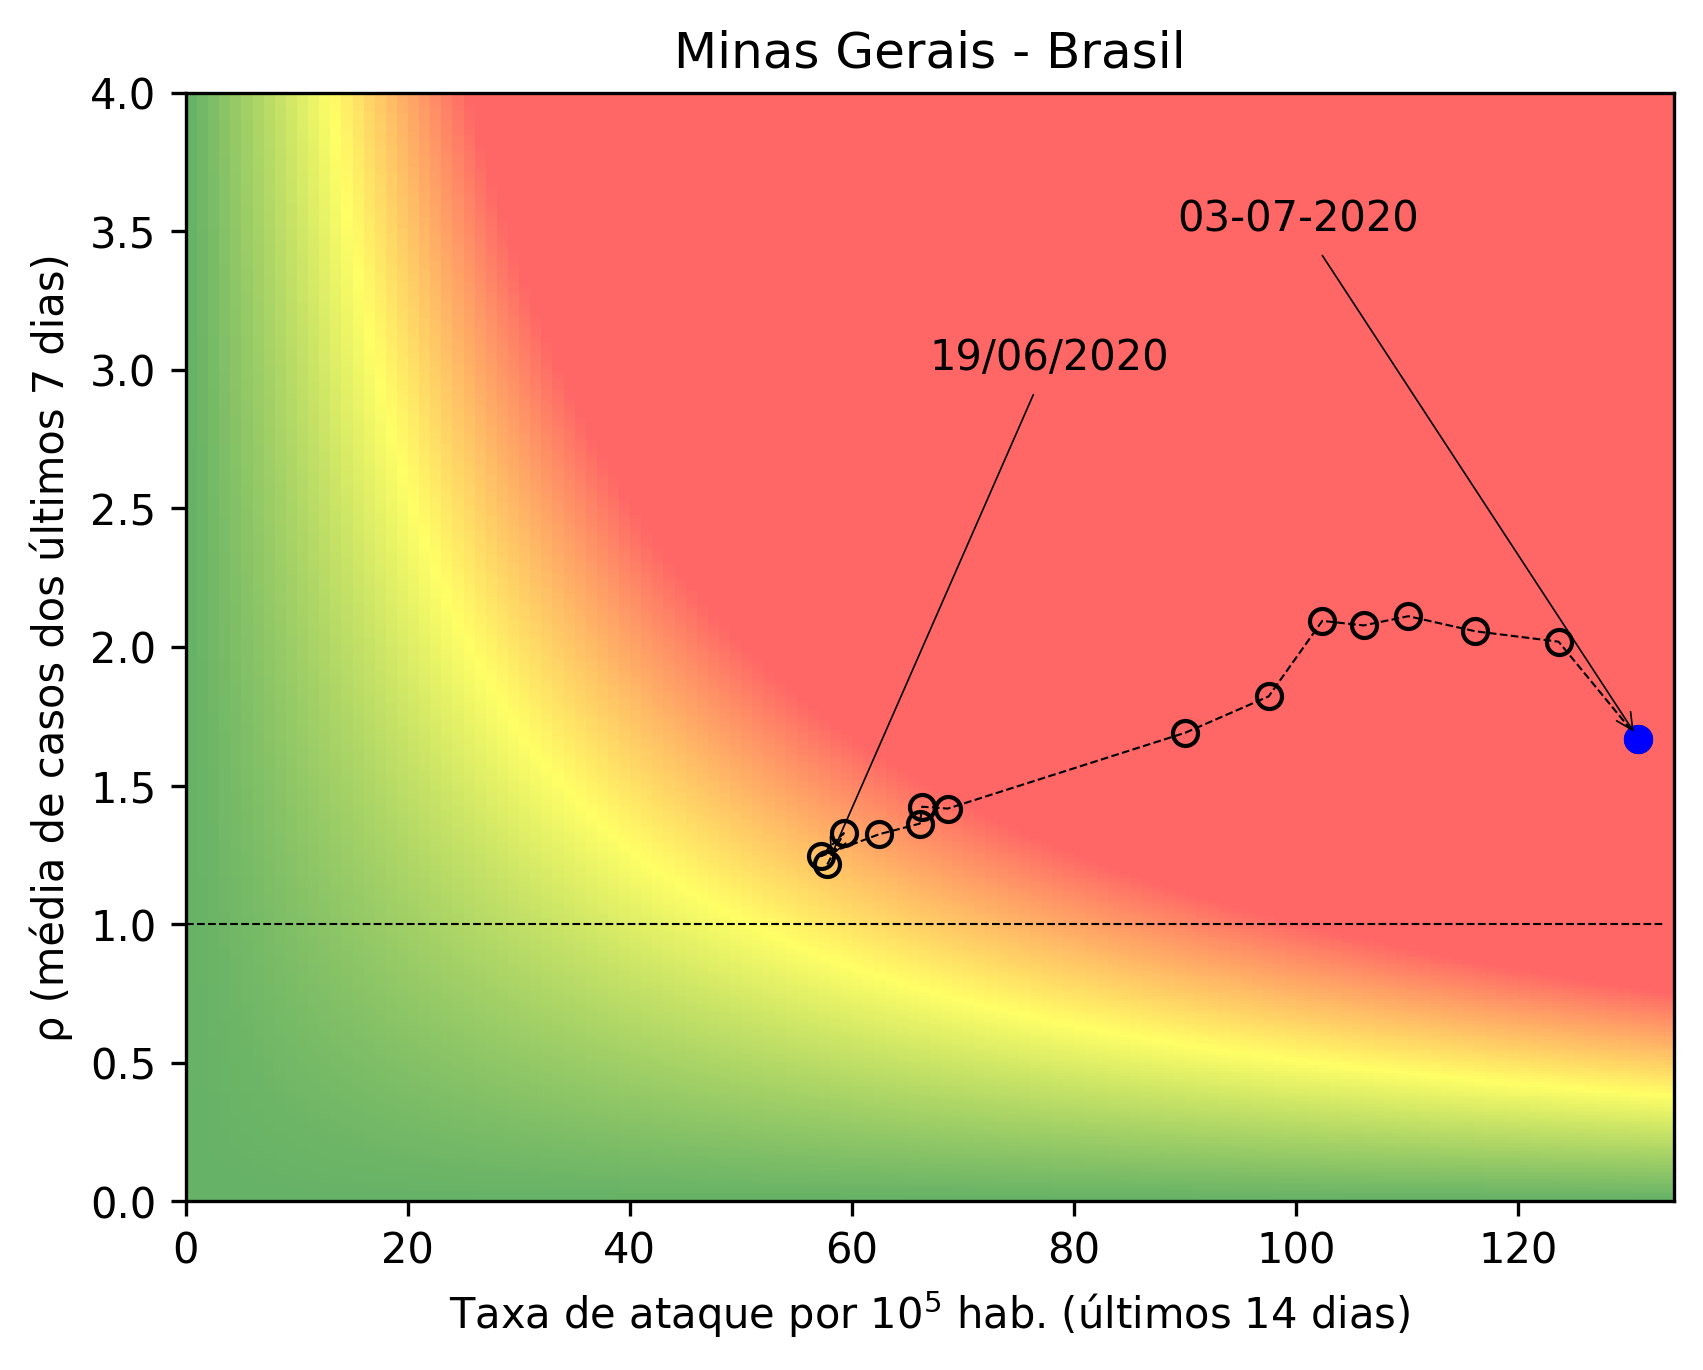 Minas Gerais - Brasil
4.0
3.5
3.0
2.5
2.0
1.5
1.0
0.5
0.0
ρ (média de casos dos últimos 7 dias)
03-07-2020
19/06/2020
0 20 40 60 80 100 120
Taxa de ataque por 10⁵ hab. (últimos 14 dias)